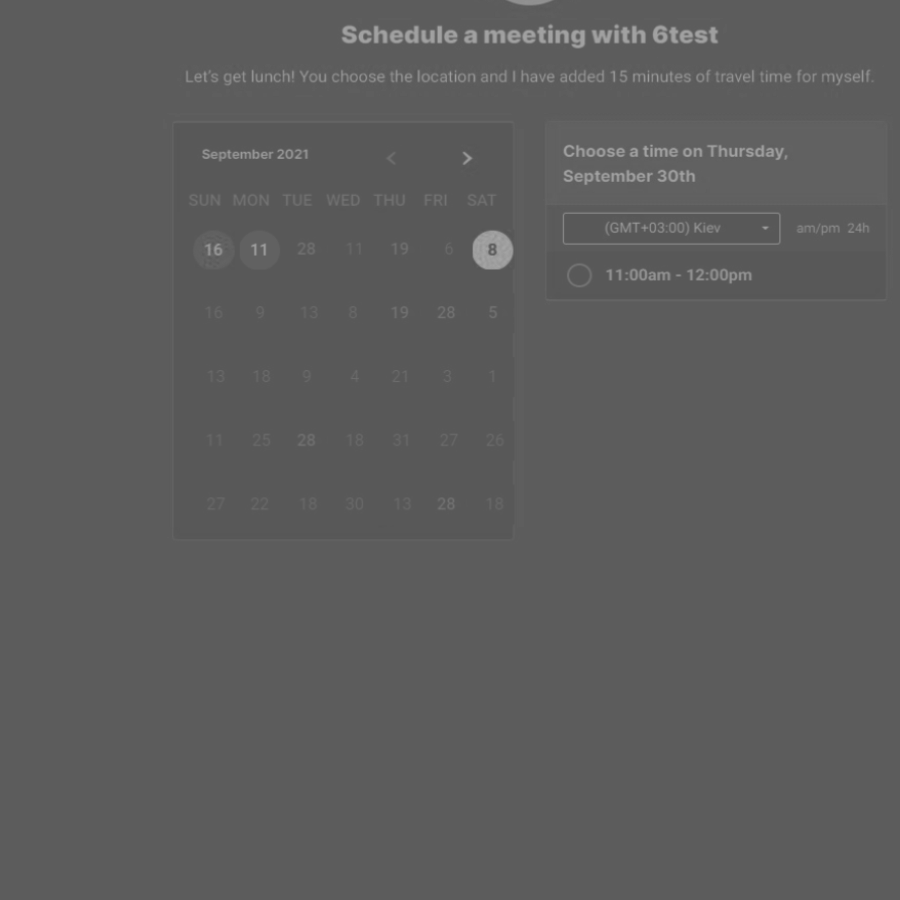 Schedule a meeting with 6test
Let's get lunch! You choose the location and I have added 15 minutes of travel time for myself.
September 2021
SUN MON TUE WED THU FRI SAT
16 11 28 11 19 6 8
16 9 13 8 19 28 5
13 18 9 4 21 3 1
11 25 28 18 31 27 26
27 22 18 30 13 28 18
Choose a time on Thursday,
September 30th
(GMT+03:00) Kiev am/pm 24h
11:00am - 12:00pm